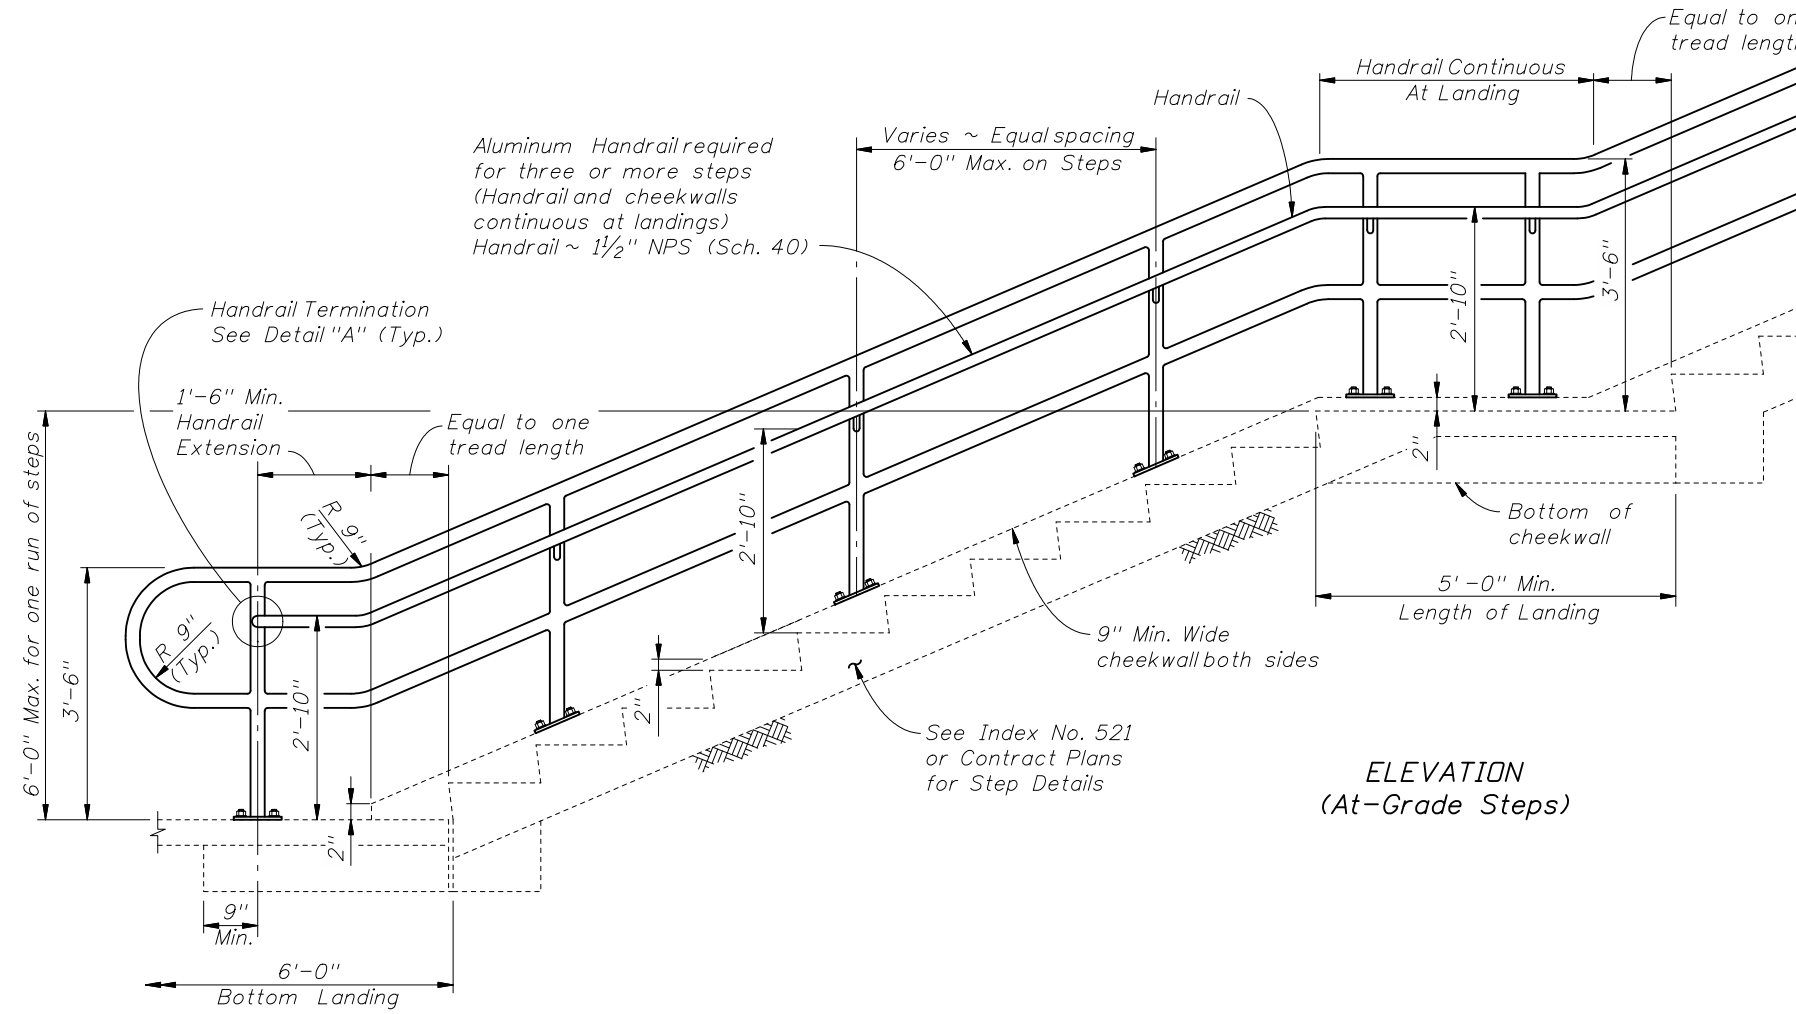 Equal to on
tread length
Handrail Continuous
At Landing
Handrail
Varies ~ Equal spacing
6'-0" Max. on Steps
Aluminum Handrail required
for three or more steps
(Handrail and cheekwalls
continuous at landings)
Handrail ~ 1½" NPS (Sch. 40)
Handrail Termination
See Detail "A" (Typ.)
1'-6" Min.
Handrail
Extension
Equal to one
tread length
6'-0" Max. for one run of steps
3'-6"
R 9"
(Typ.)
R 9"
(Typ.)
2'-10"
2"
2'-10"
2"
2'-10"
3'-6"
2"
Bottom of
cheekwall
5'-0" Min.
Length of Landing
9" Min. Wide
cheekwall both sides
See Index No. 521
or Contract Plans
for Step Details
ELEVATION
(At-Grade Steps)
9"
Min.
6'-0"
Bottom Landing